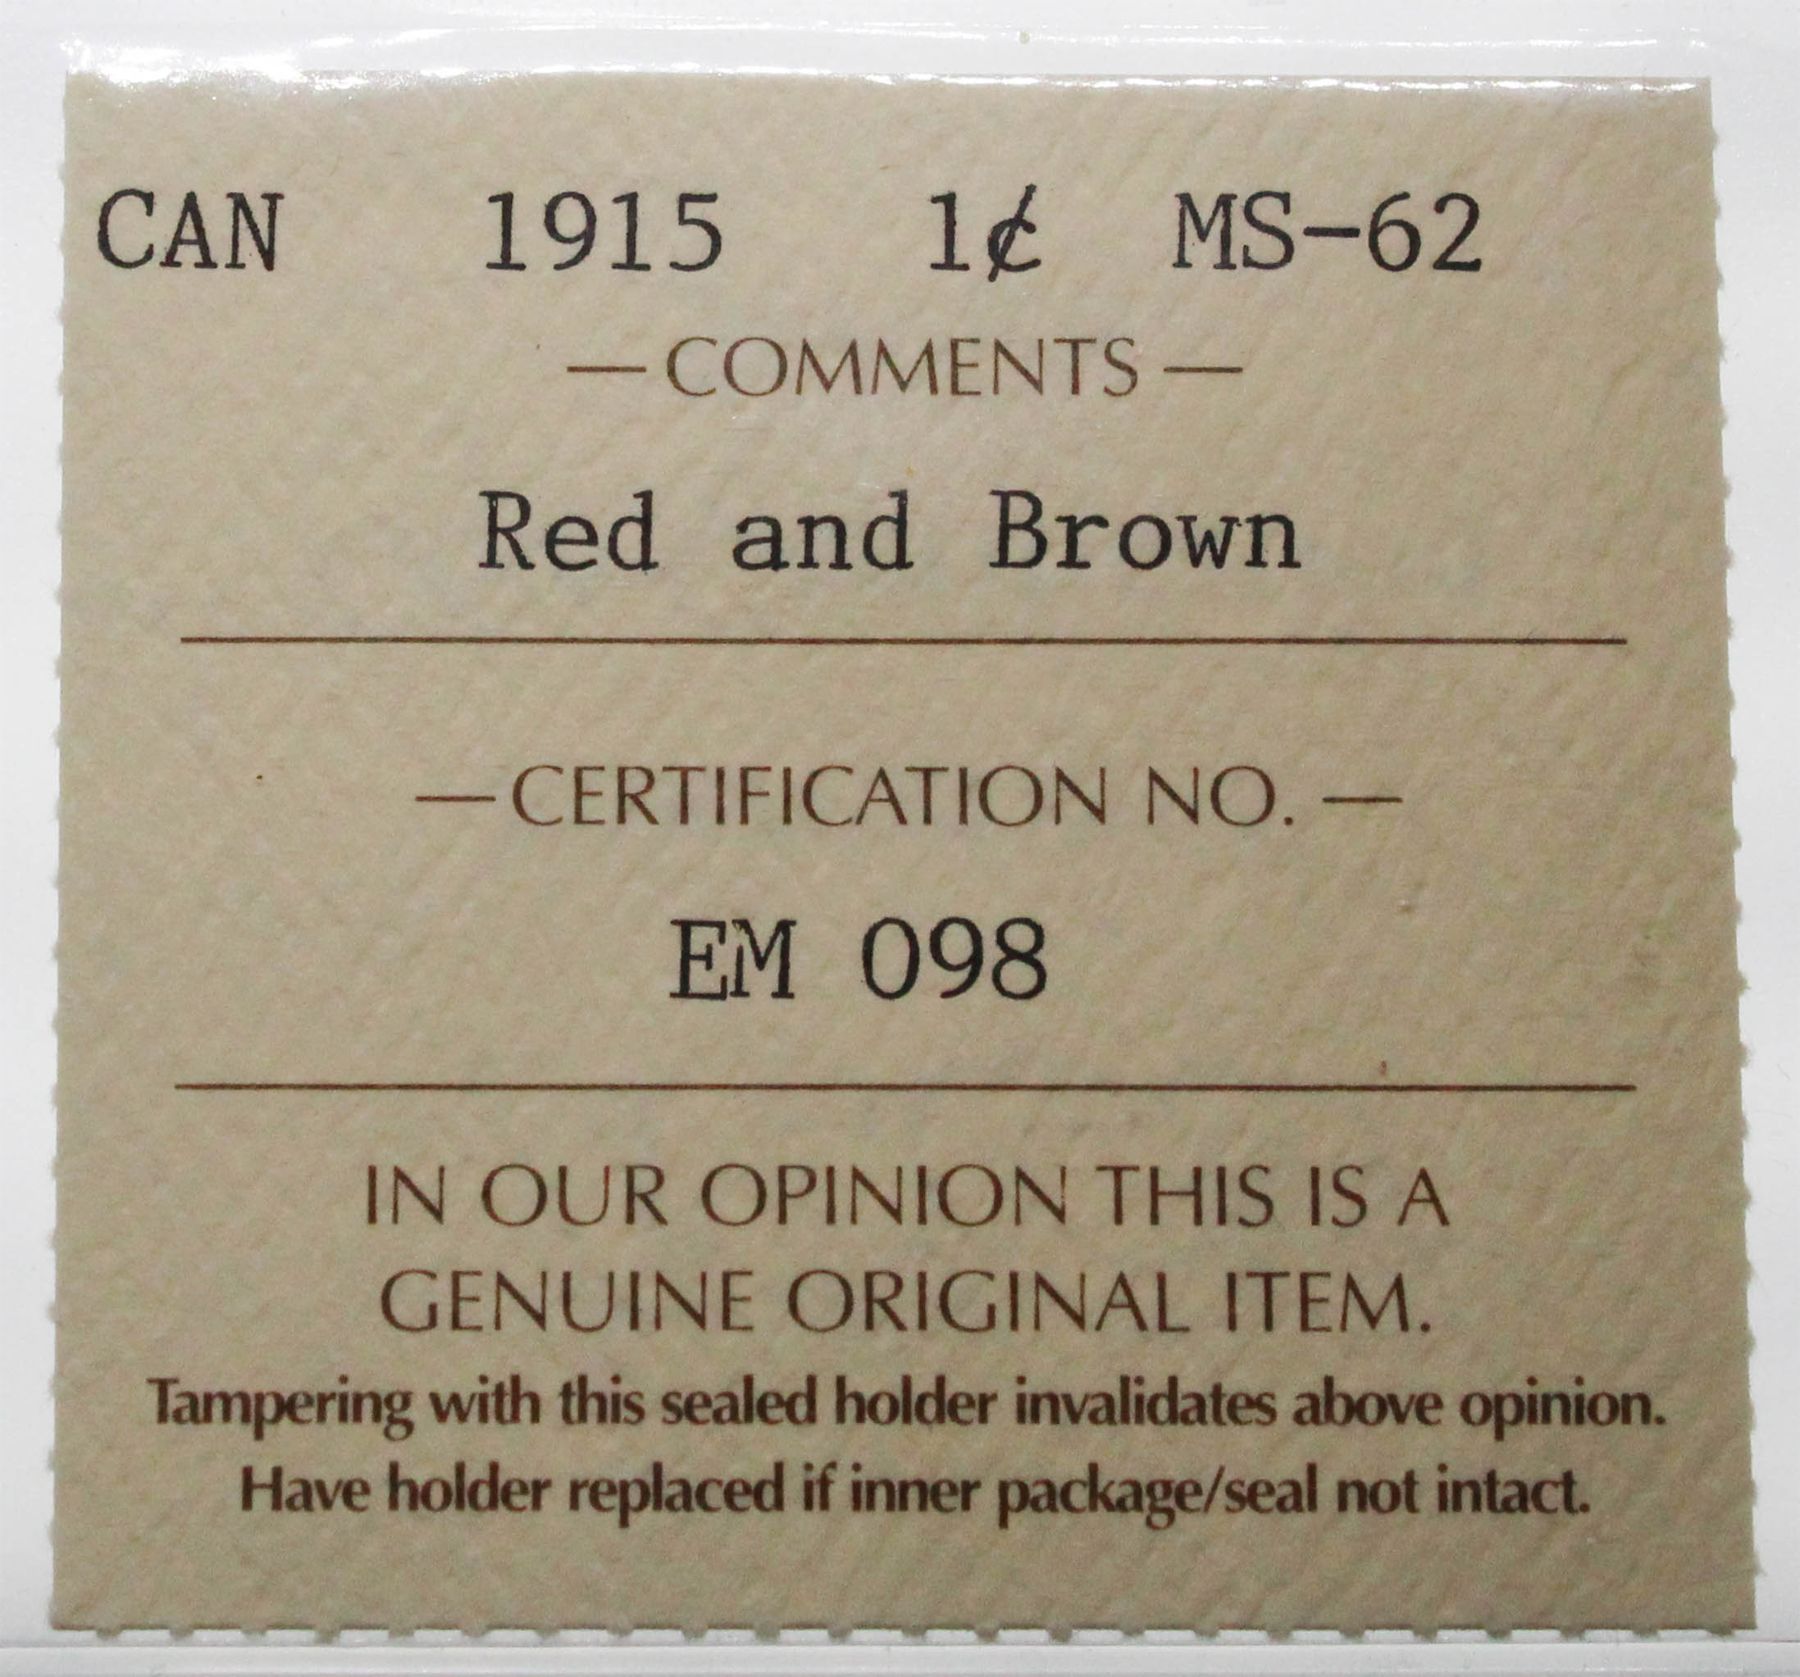 CAN 1915 1¢ MS-62
— COMMENTS —
Red and Brown
— CERTIFICATION NO. —
EM 098
IN OUR OPINION THIS IS A
GENUINE ORIGINAL ITEM.
Tampering with this sealed holder invalidates above opinion.
Have holder replaced if inner package/seal not intact.